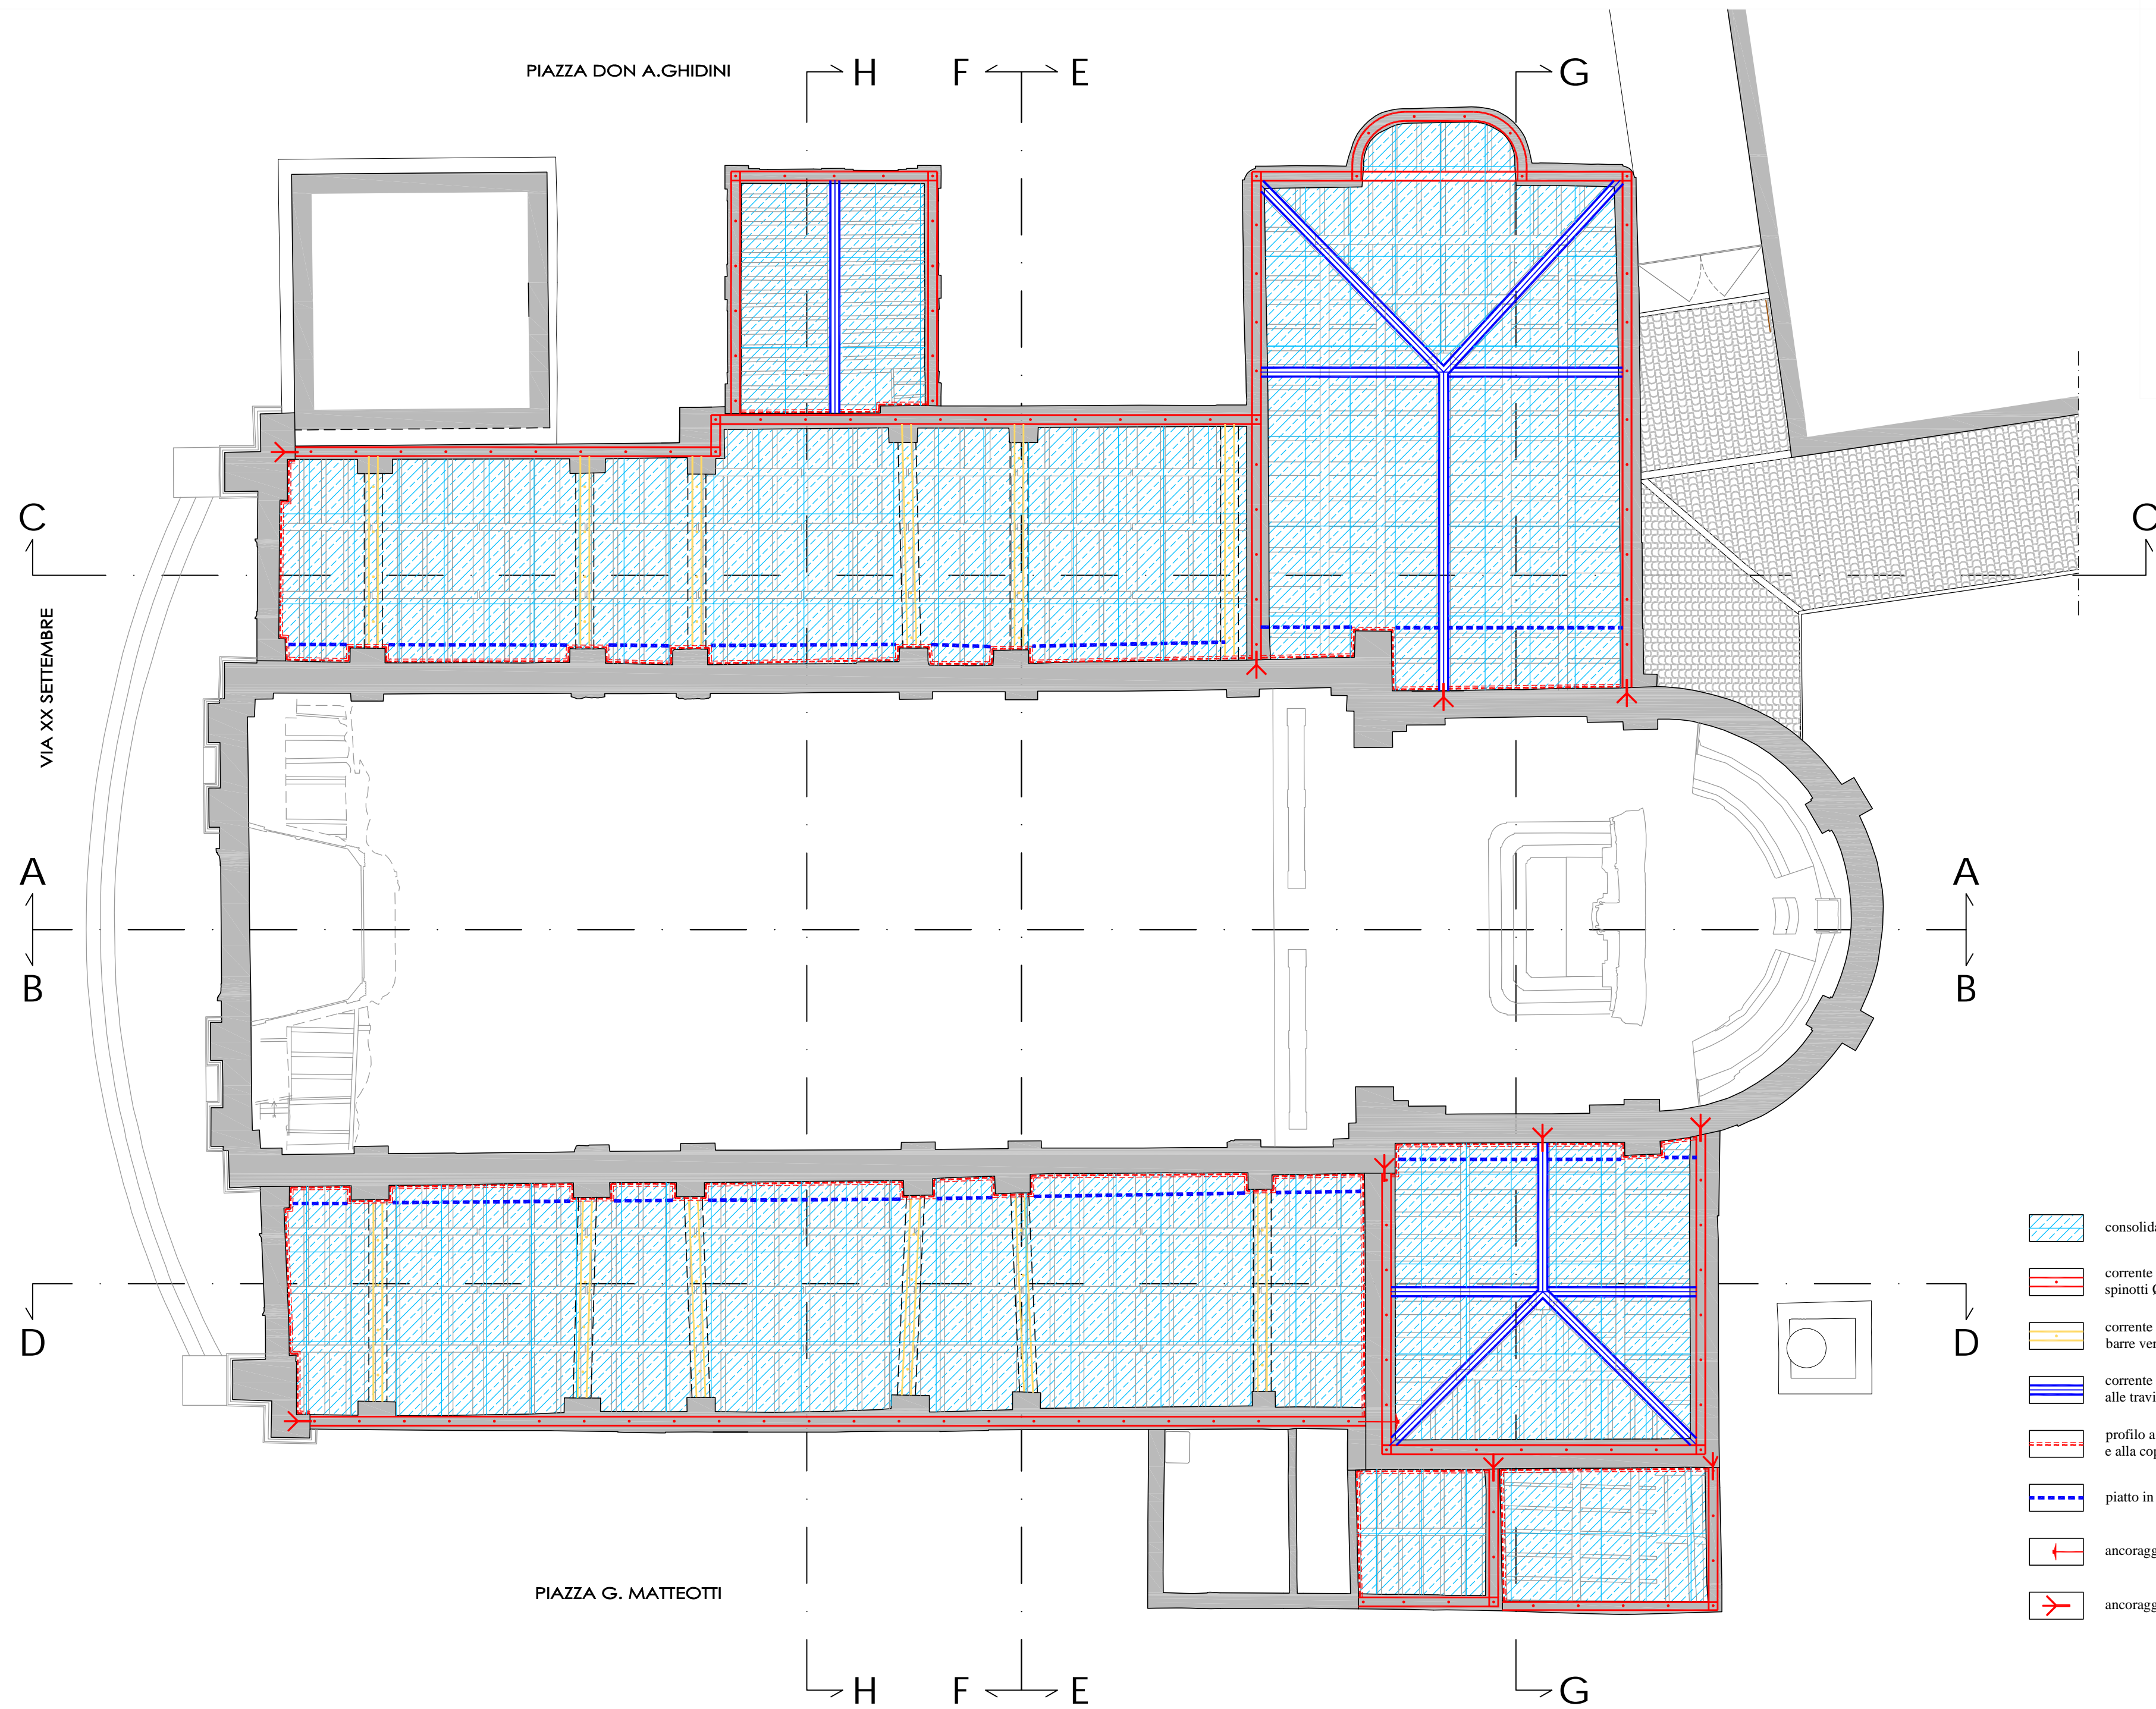 PIAZZA DON A.GHIDINI
H
F
E
G
C
VIA XX SETTEMBRE
A
A
B
B
consolida
corrente
spinotti
corrente
barre ver
D
D
corrente
alle travi
profilo a
e alla cop
piatto in
ancoragg
PIAZZA G. MATTEOTTI
ancoragg
H
F
E
G